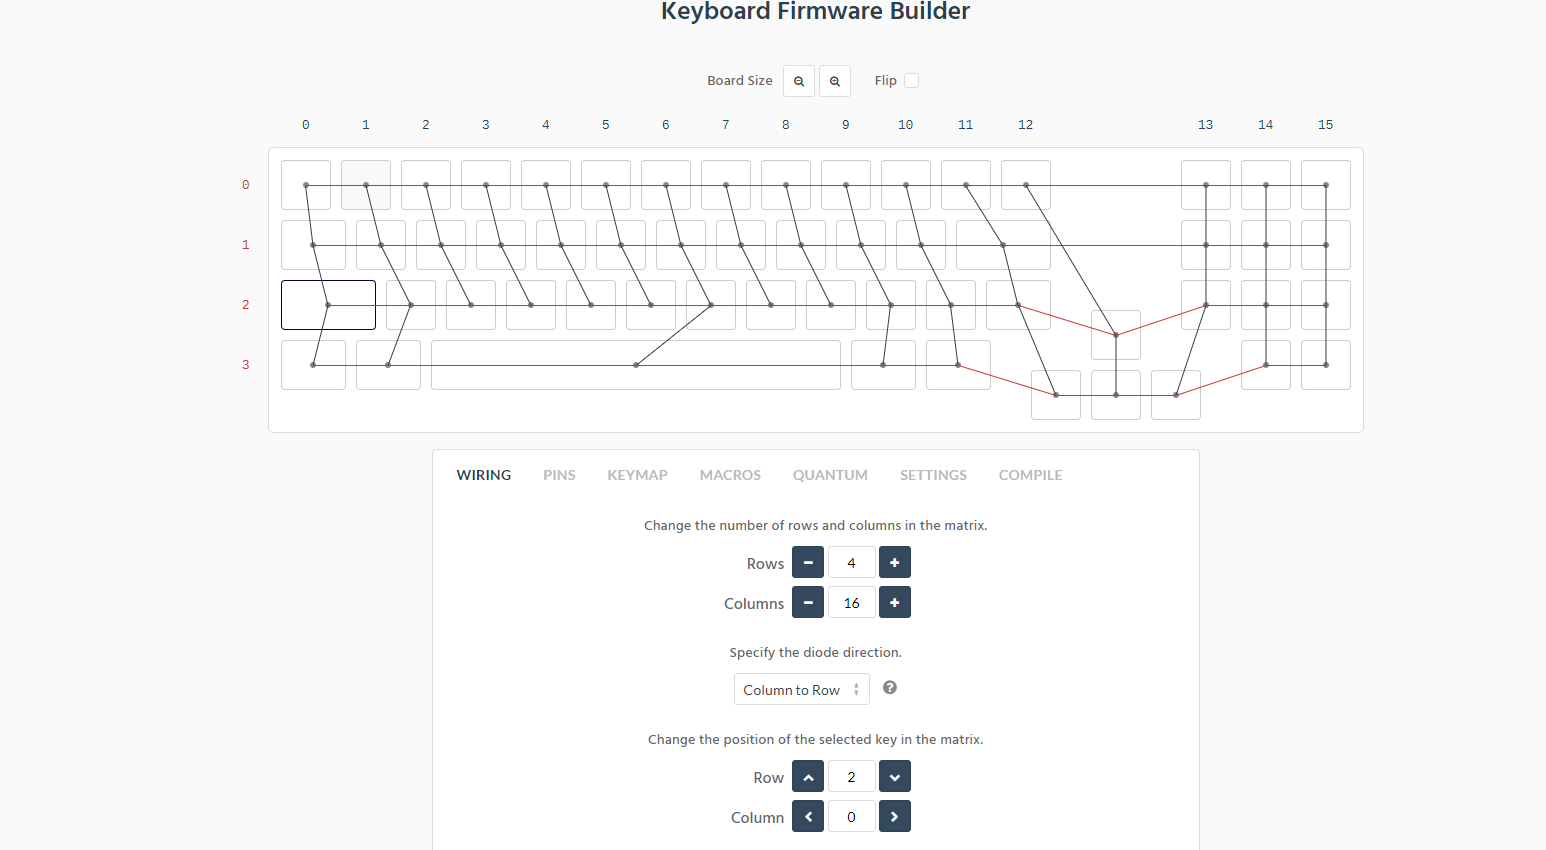 Keyboard Firmware Builder
Board Size Flip
0 1 2 3 4 5 6 7 8 9 10 11 12 13 14 15
0
1
2
3
WIRING PINS KEYMAP MACROS QUANTUM SETTINGS COMPILE
Change the number of rows and columns in the matrix.
Rows − 4 +
Columns − 16 +
Specify the diode direction.
Column to Row ?
Change the position of the selected key in the matrix.
Row 2
Column 0